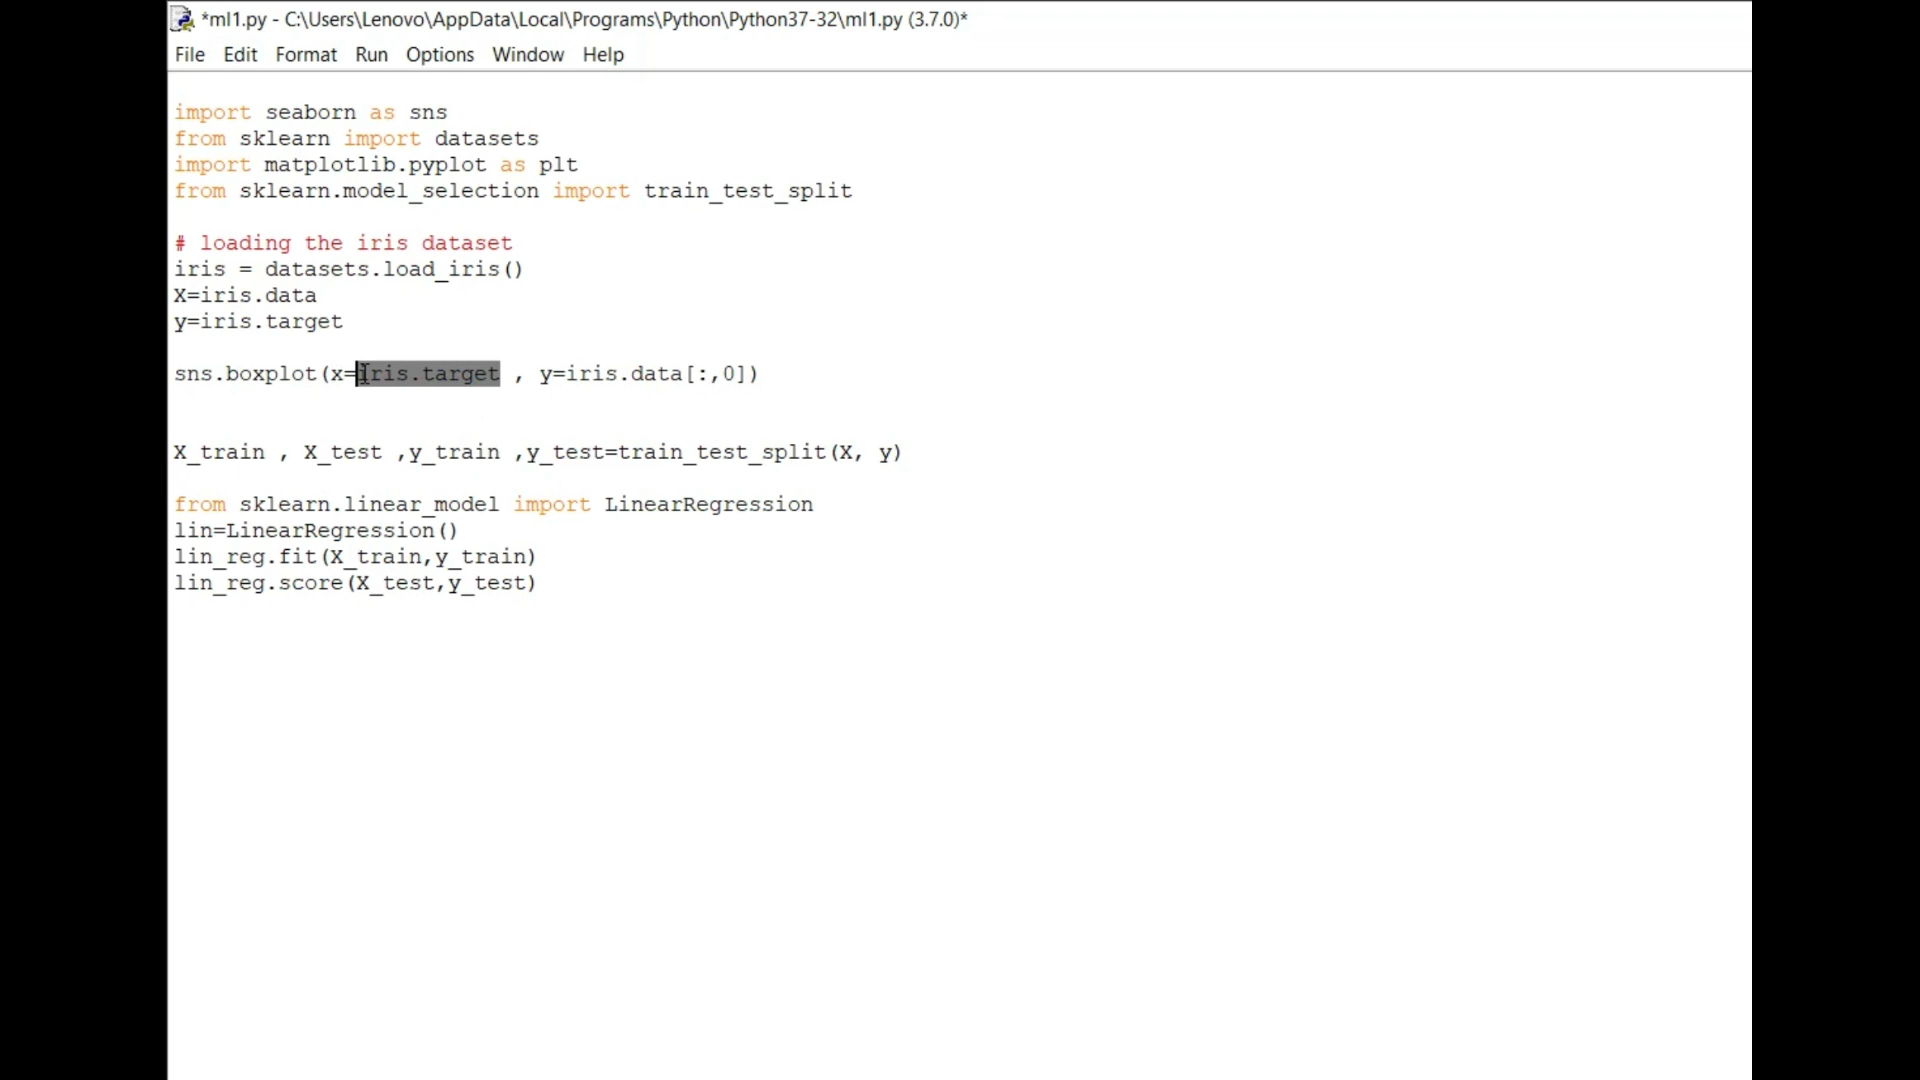 *ml1.py - C:\Users\Lenovo\AppData\Local\Programs\Python\Python37-32\ml1.py (3.7.0)*
File Edit Format Run Options Window Help
import seaborn as sns
from sklearn import datasets
import matplotlib.pyplot as plt
from sklearn.model_selection import train_test_split
# loading the iris dataset
iris = datasets.load_iris()
X=iris.data
y=iris.target
sns.boxplot(x=iris.target , y=iris.data[:,0])
X_train , X_test ,y_train ,y_test=train_test_split(X, y)
from sklearn.linear_model import LinearRegression
lin=LinearRegression()
lin_reg.fit(X_train,y_train)
lin_reg.score(X_test,y_test)